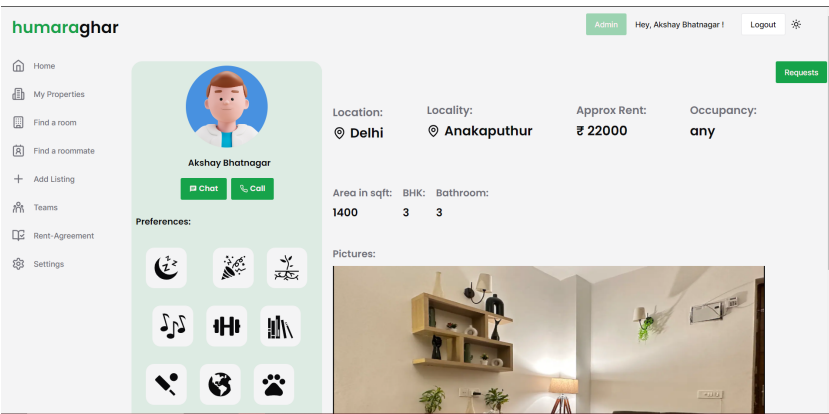 humaraghar
Admin
Hey, Akshay Bhatnagar !
Logout
Home
My Properties
Find a room
Find a roommate
Add Listing
Teams
Rent-Agreement
Settings
Akshay Bhatnagar
Chat
Call
Preferences:
Requests
Location:
Delhi
Locality:
Anakaputhur
Approx Rent:
₹ 22000
Occupancy:
any
Area in sqft:
1400
BHK:
3
Bathroom:
3
Pictures: